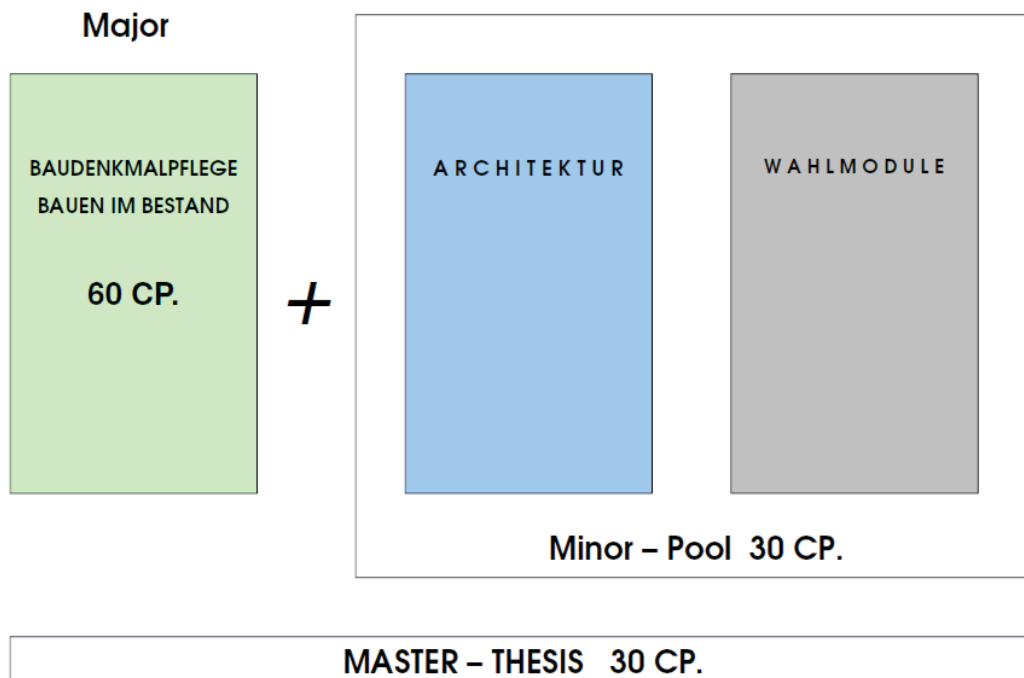 Major
BAUDENKMALPFLEGE
BAUEN IM BESTAND
60 CP.
+
ARCHITEKTUR
WAHLMODULE
Minor – Pool 30 CP.
MASTER – THESIS 30 CP.